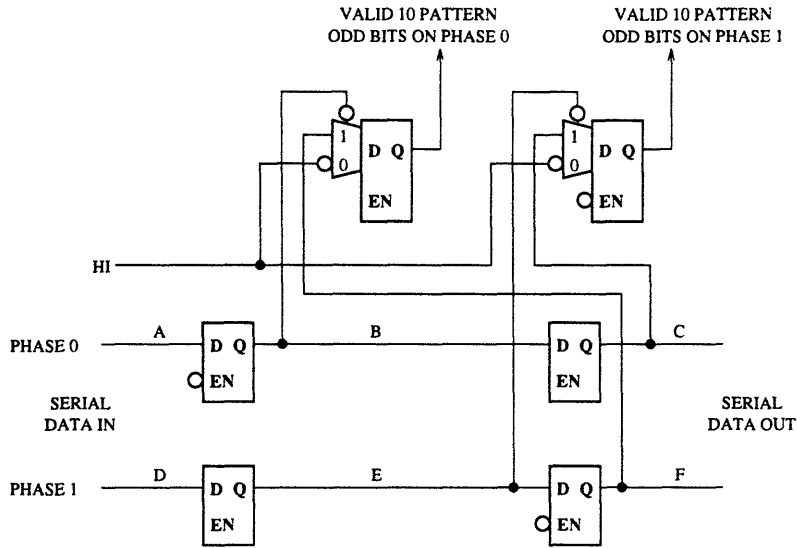 VALID 10 PATTERN
ODD BITS ON PHASE 0
VALID 10 PATTERN
ODD BITS ON PHASE 1
1
0
D Q
EN
1
0
D Q
EN
HI
PHASE 0
A
D Q
EN
B
D Q
EN
C
SERIAL
DATA IN
SERIAL
DATA OUT
PHASE 1
D
D Q
EN
E
D Q
EN
F